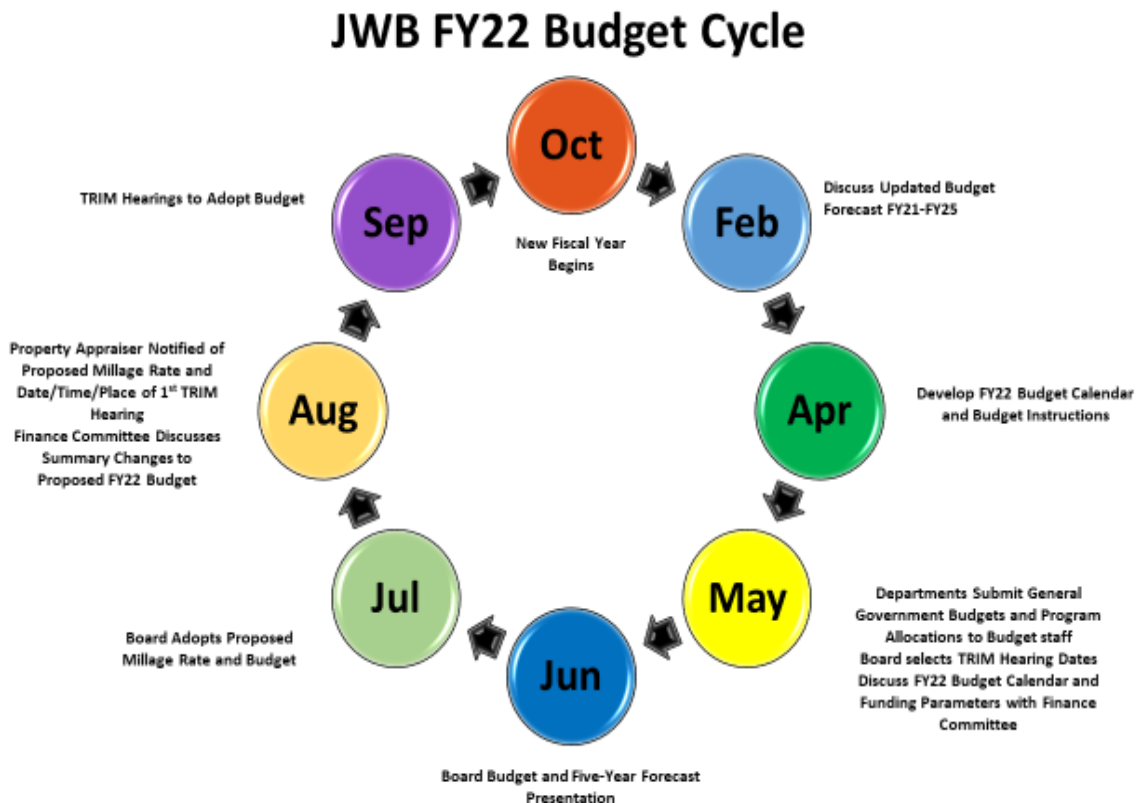 JWB FY22 Budget Cycle
Oct
New Fiscal Year
Begins
Feb
Discuss Updated Budget
Forecast FY21-FY25
Apr
Develop FY22 Budget Calendar
and Budget Instructions
May
Departments Submit General
Government Budgets and Program
Allocations to Budget staff
Board selects TRIM Hearing Dates
Discuss FY22 Budget Calendar and
Funding Parameters with Finance
Committee
Jun
Board Budget and Five-Year Forecast
Presentation
Jul
Board Adopts Proposed
Millage Rate and Budget
Aug
Property Appraiser Notified of
Proposed Millage Rate and
Date/Time/Place of 1st TRIM
Hearing
Finance Committee Discusses
Summary Changes to
Proposed FY22 Budget
Sep
TRIM Hearings to Adopt Budget